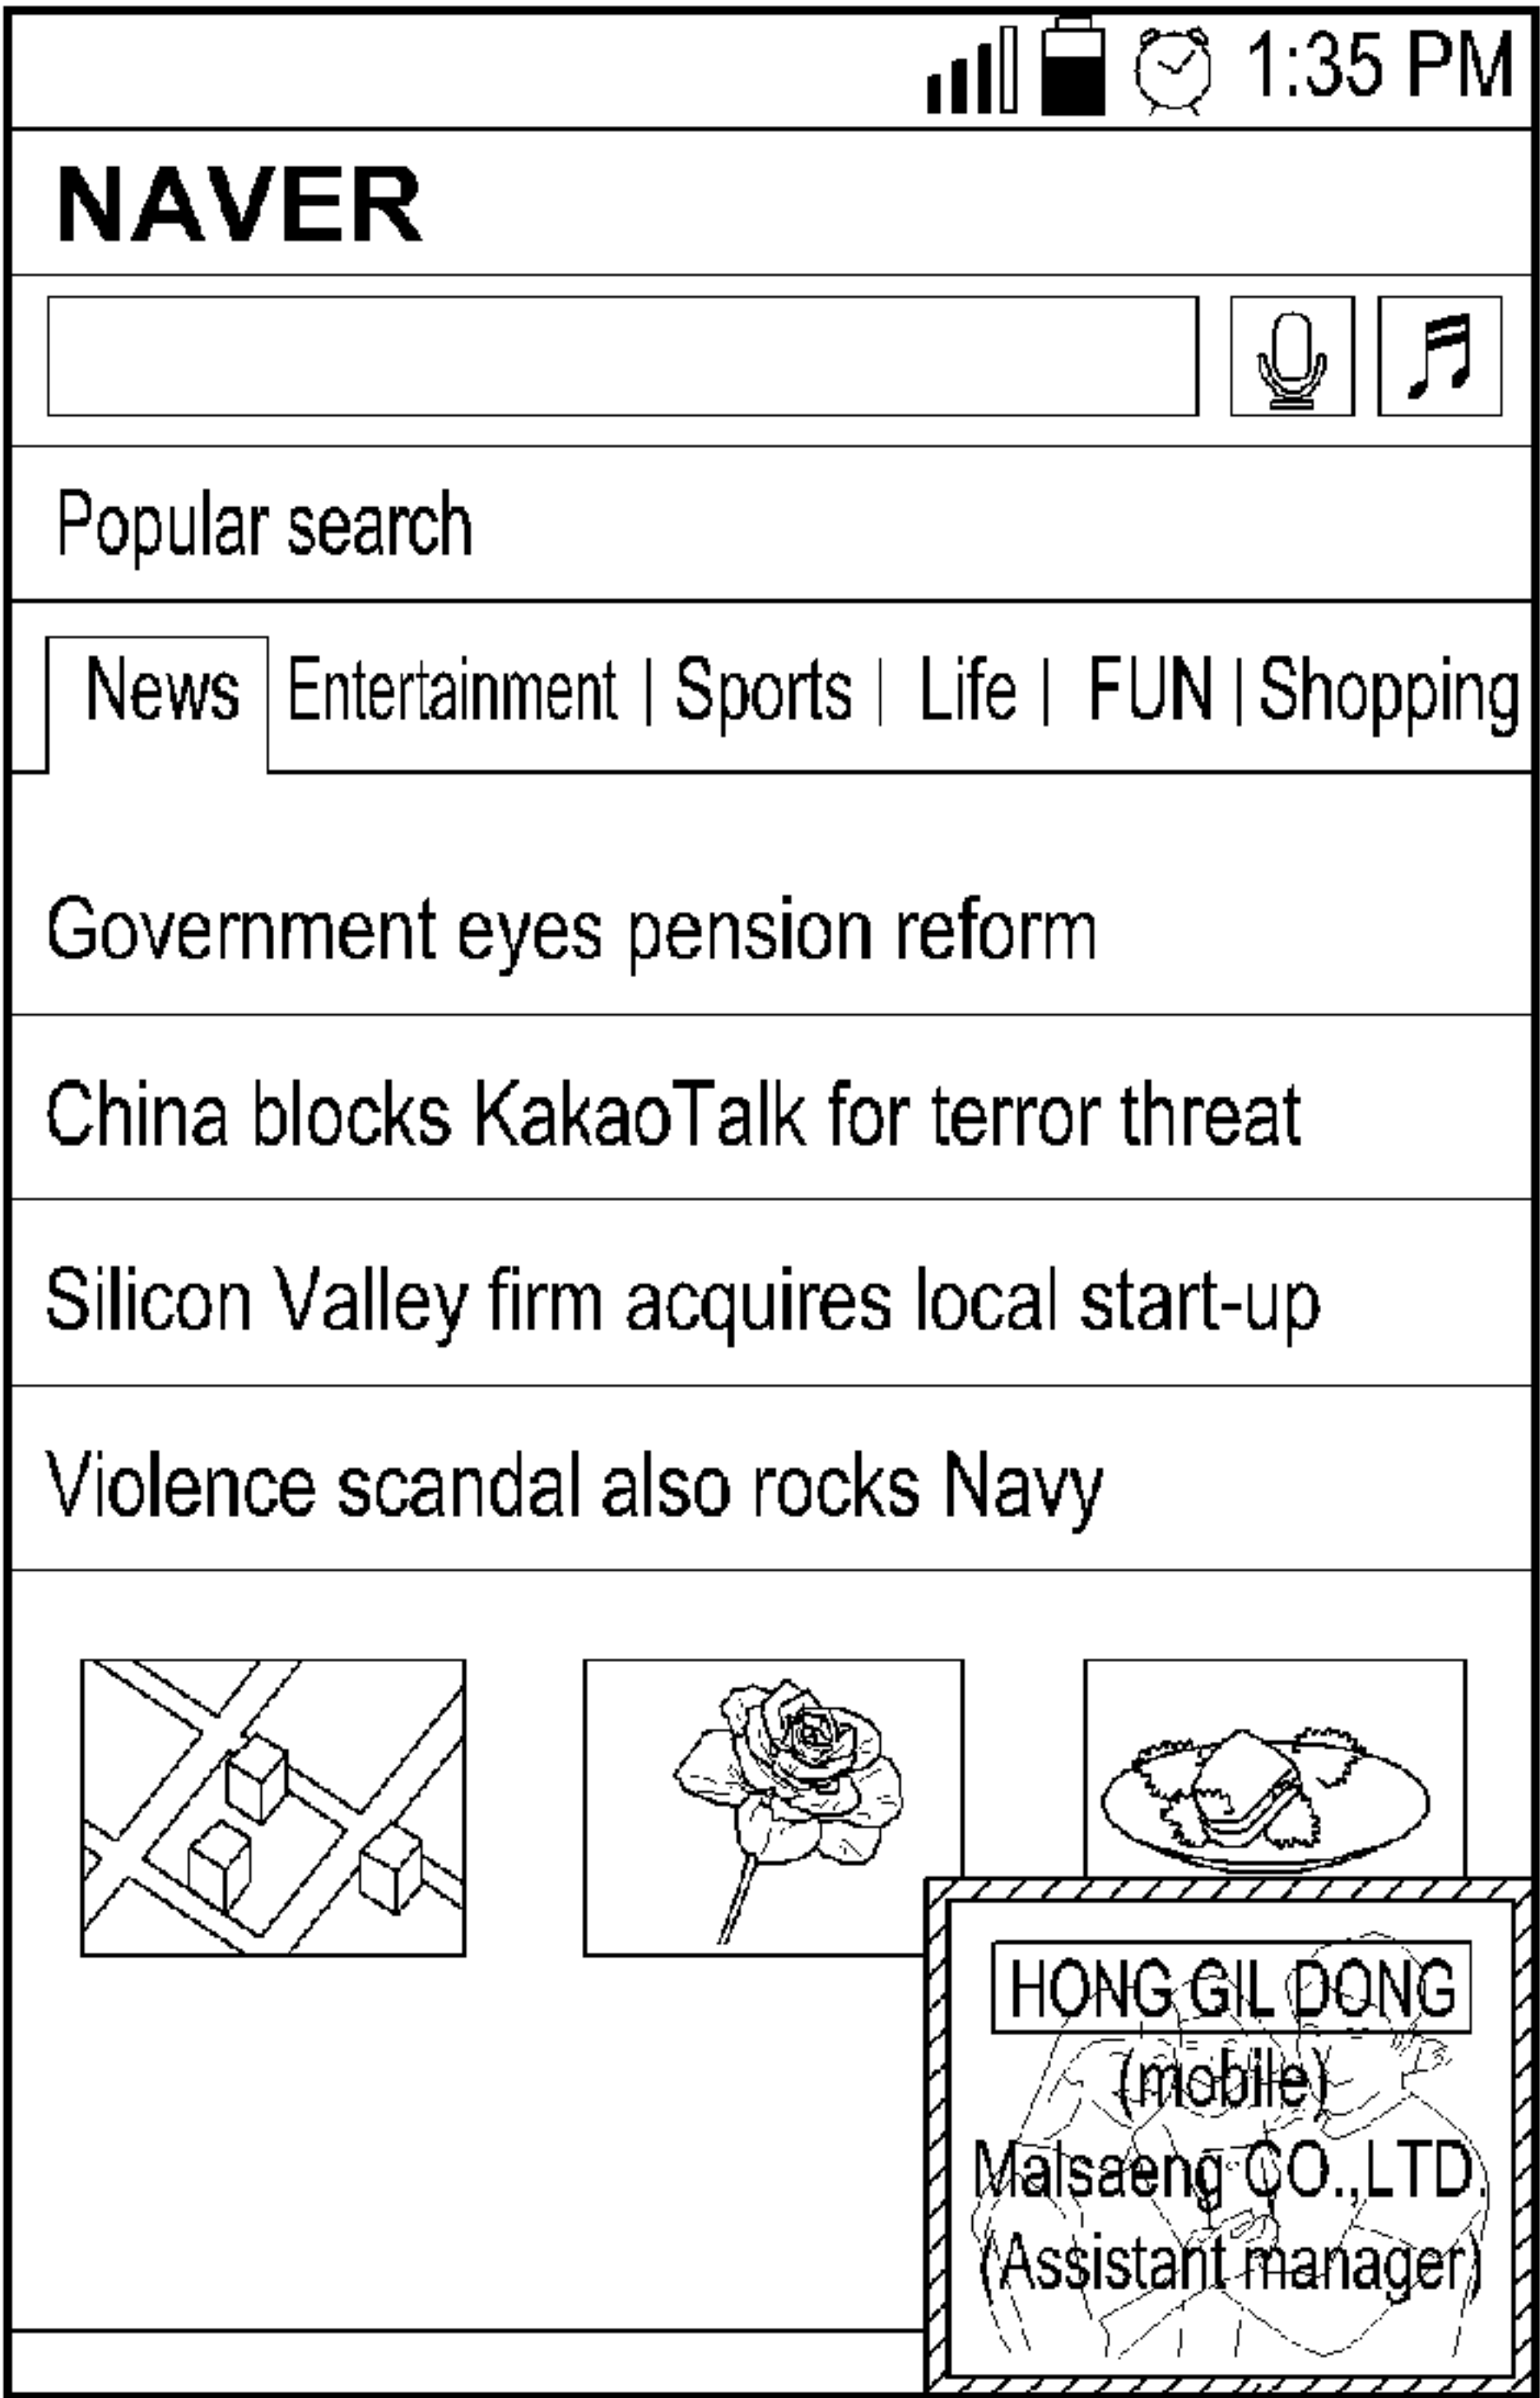 1:35 PM
NAVER
Popular search
News Entertainment | Sports | Life | FUN | Shopping
Government eyes pension reform
China blocks KakaoTalk for terror threat
Silicon Valley firm acquires local start-up
Violence scandal also rocks Navy
HONG GIL DONG
(mobile)
Malsaeng CO.,LTD.
(Assistant manager)